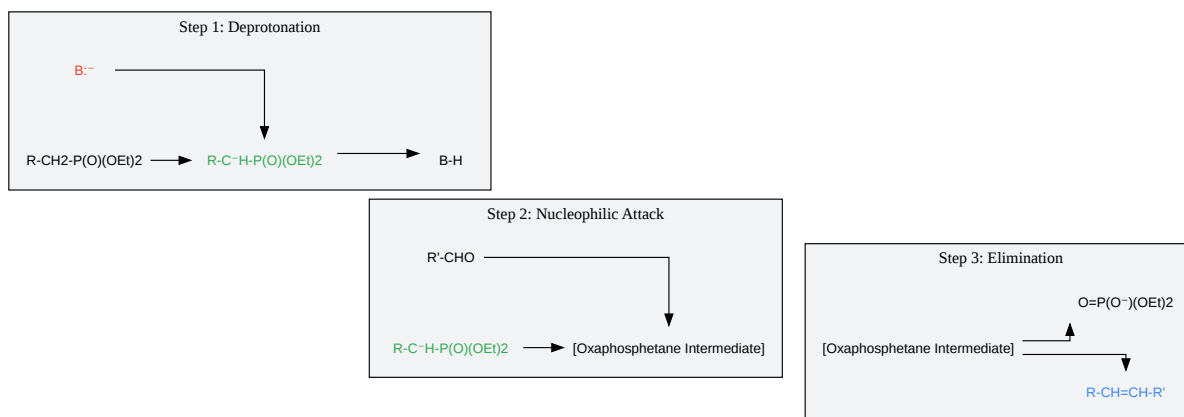 Step 1: Deprotonation
B:⁻
R-CH2-P(O)(OEt)2
R-C⁻H-P(O)(OEt)2
B-H
Step 2: Nucleophilic Attack
R'-CHO
R-C⁻H-P(O)(OEt)2
[Oxaphosphetane Intermediate]
Step 3: Elimination
O=P(O⁻)(OEt)2
[Oxaphosphetane Intermediate]
R-CH=CH-R'